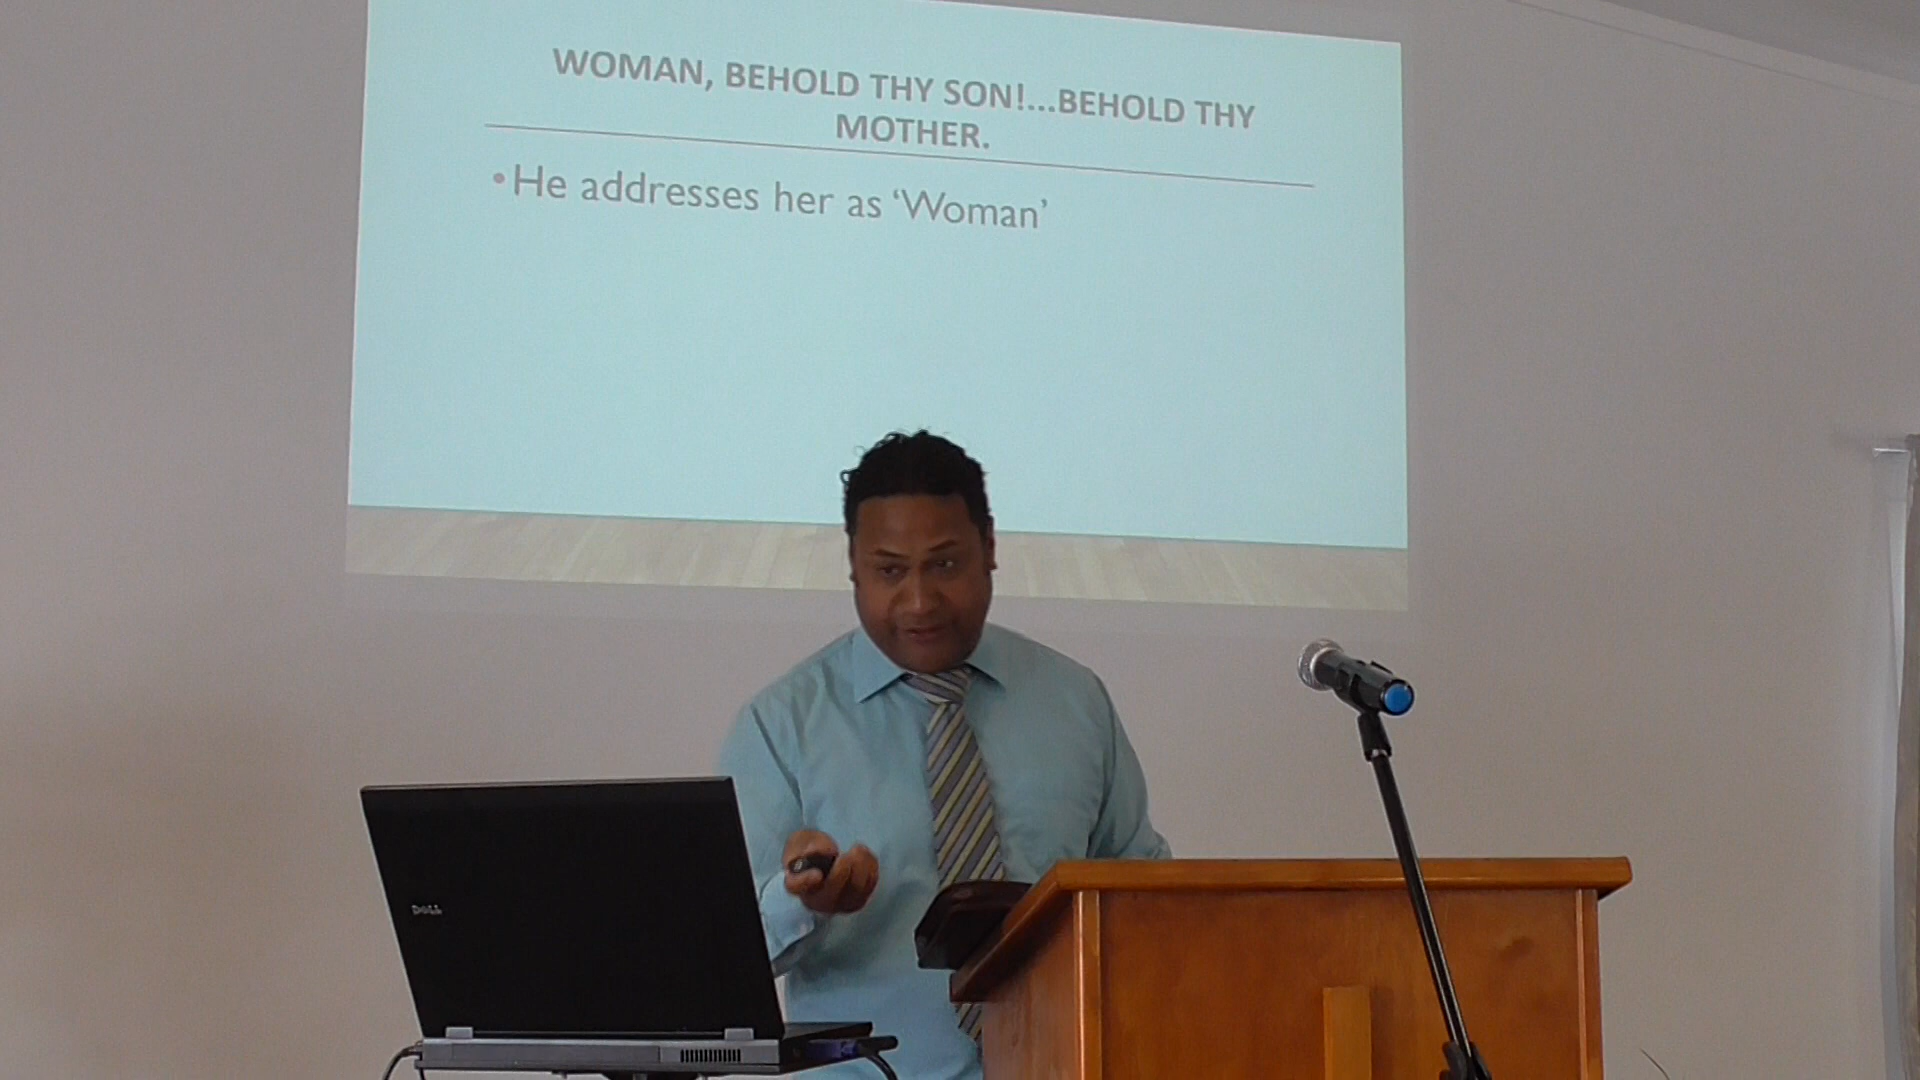 WOMAN, BEHOLD THY SON!...BEHOLD THY
MOTHER.
•He addresses her as ‘Woman’
DELL